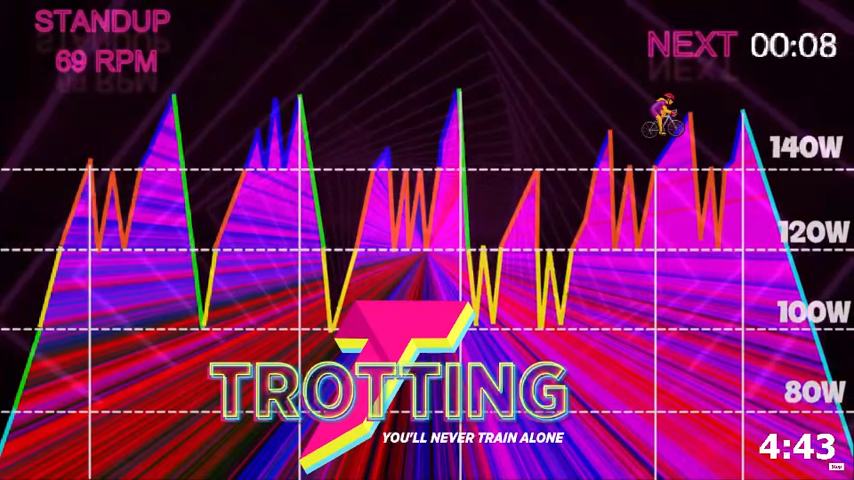 STANDUP
69 RPM
NEXT 00:08
140W
120W
100W
80W
TROTTING
YOU'LL NEVER TRAIN ALONE
4:43